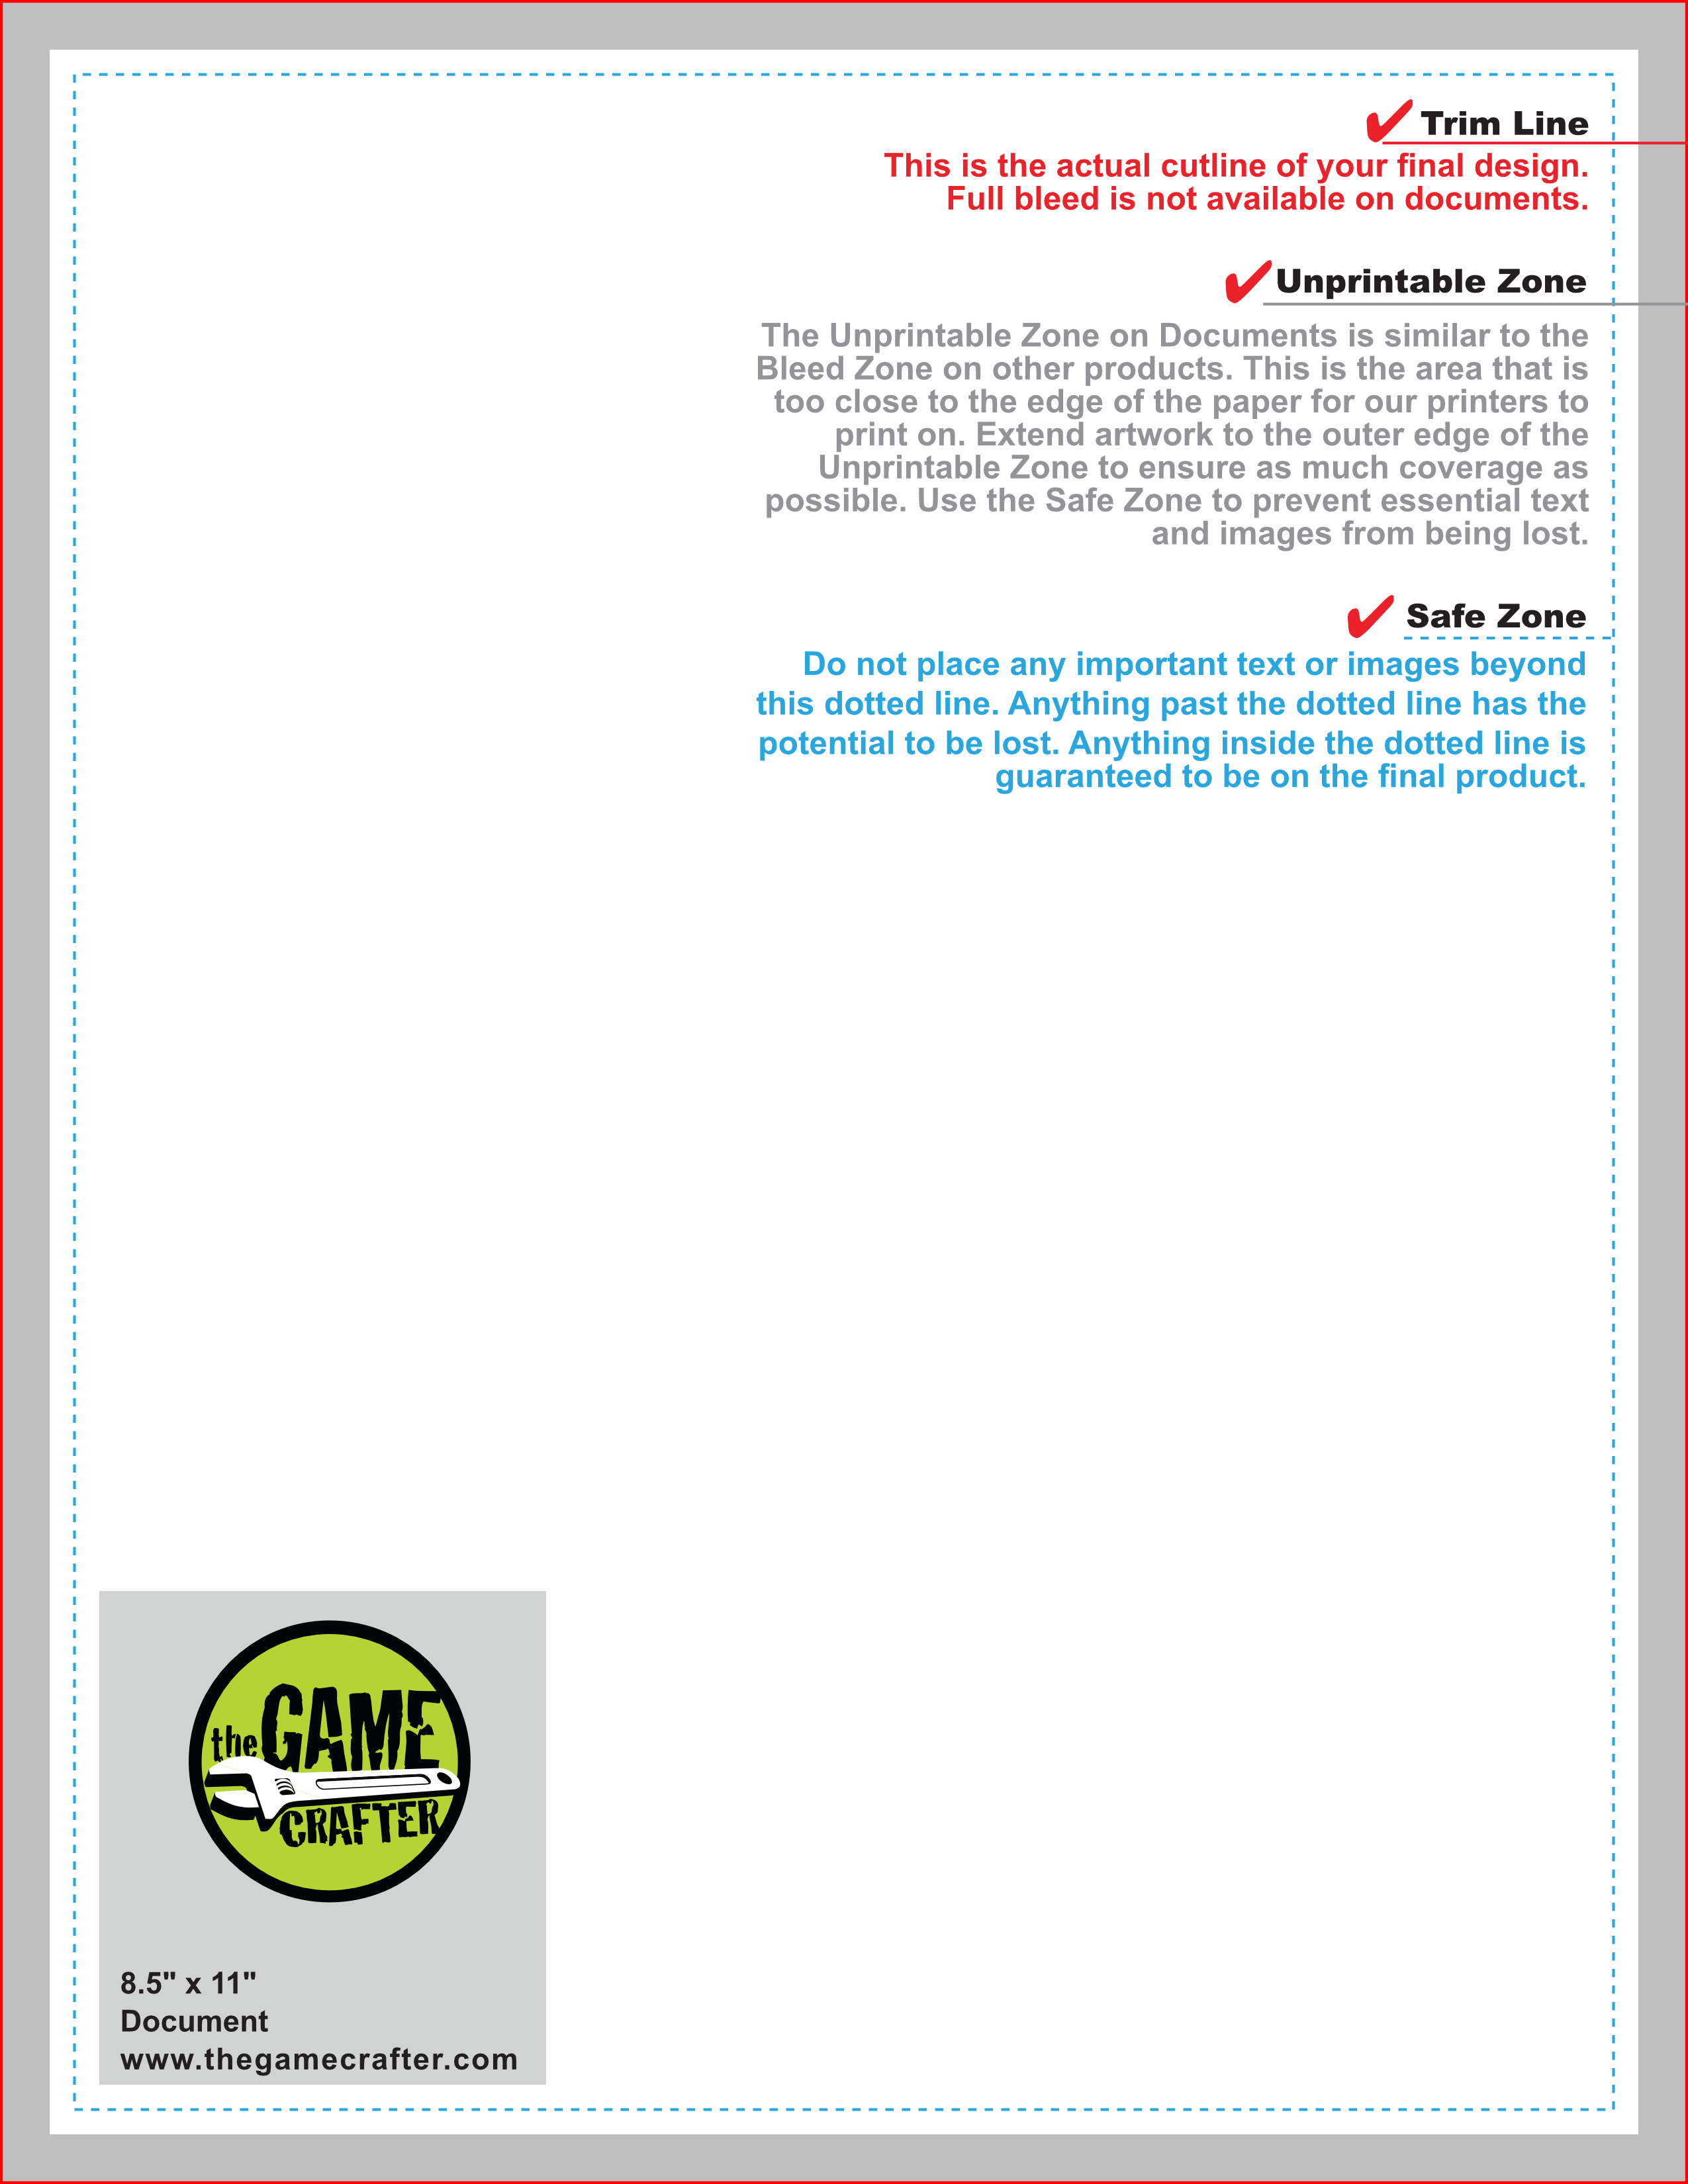 Trim Line
This is the actual cutline of your final design.
Full bleed is not available on documents.
Unprintable Zone
The Unprintable Zone on Documents is similar to the
Bleed Zone on other products. This is the area that is
too close to the edge of the paper for our printers to
print on. Extend artwork to the outer edge of the
Unprintable Zone to ensure as much coverage as
possible. Use the Safe Zone to prevent essential text
and images from being lost.
Safe Zone
Do not place any important text or images beyond
this dotted line. Anything past the dotted line has the
potential to be lost. Anything inside the dotted line is
guaranteed to be on the final product.
the GAME
CRAFTER
8.5" x 11"
Document
www.thegamecrafter.com